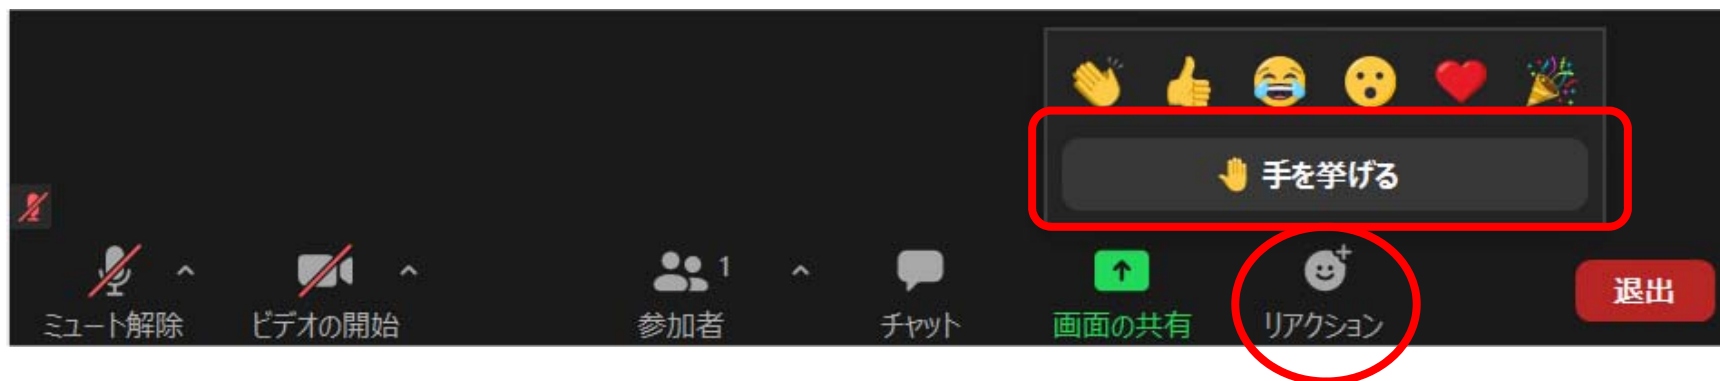 手を挙げる
1
ミュート解除 ビデオの開始 参加者 チャット 画面の共有 リアクション 退出